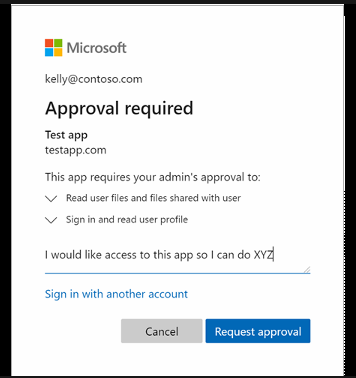 Microsoft
kelly@contoso.com
Approval required
Test app
testapp.com
This app requires your admin's approval to:
Read user files and files shared with user
Sign in and read user profile
I would like access to this app so I can do XYZ
Sign in with another account
Cancel
Request approval